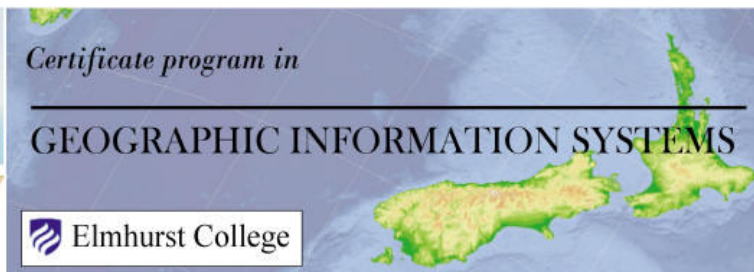 Certificate program in
GEOGRAPHIC INFORMATION SYSTEMS
Elmhurst College